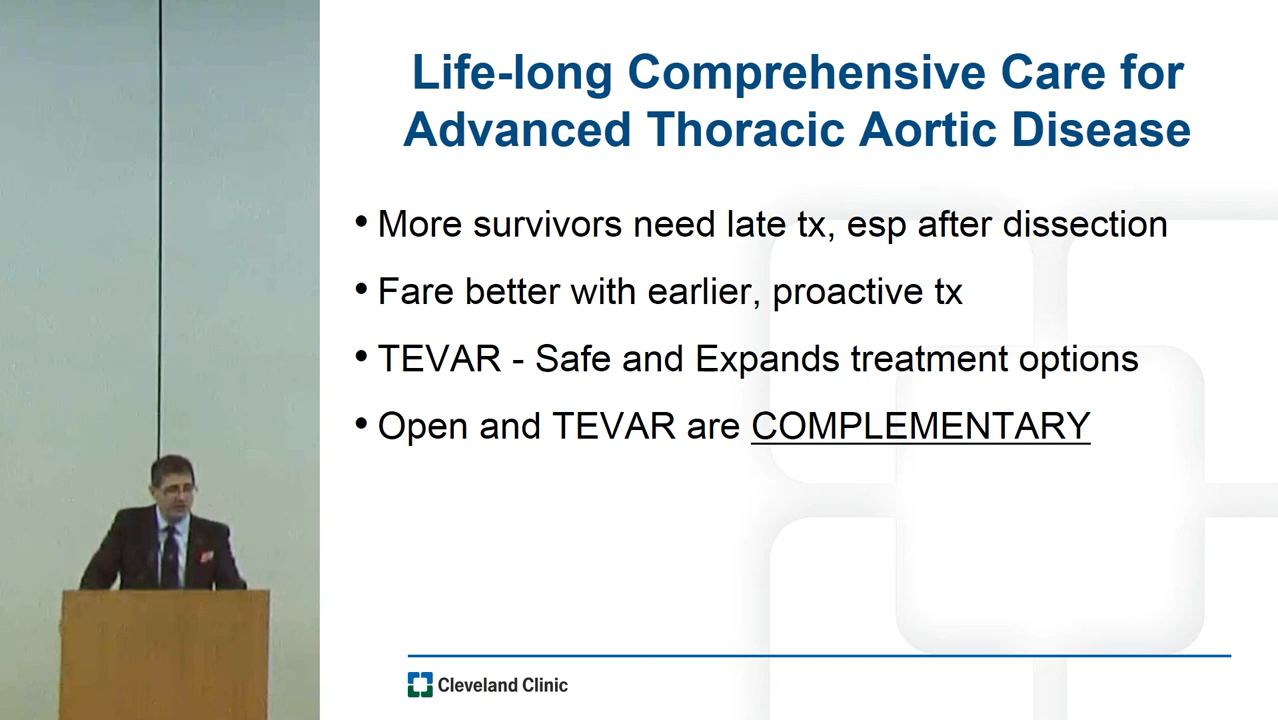 Life-long Comprehensive Care for
Advanced Thoracic Aortic Disease
• More survivors need late tx, esp after dissection
• Fare better with earlier, proactive tx
• TEVAR - Safe and Expands treatment options
• Open and TEVAR are COMPLEMENTARY
Cleveland Clinic